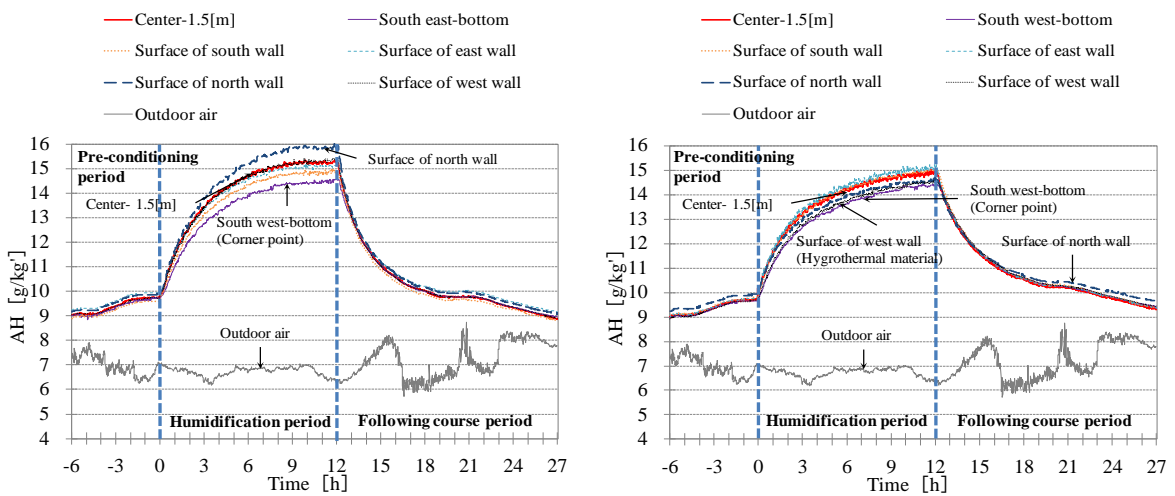 Center-1.5[m]
South east-bottom
Surface of south wall
Surface of east wall
Surface of north wall
Surface of west wall
Outdoor air
16
15
14
13
12
11
10
9
8
7
6
5
4
AH [g/kg']
Pre-conditioning
period
Surface of north wall
Center- 1.5[m]
South west-bottom
(Corner point)
Outdoor air
Humidification period
Following course period
-6
-3
0
3
6
9
12
15
18
21
24
27
Time [h]
Center-1.5[m]
South west-bottom
Surface of south wall
Surface of east wall
Surface of north wall
Surface of west wall
Outdoor air
16
15
14
13
12
11
10
9
8
7
6
5
4
AH [g/kg']
Pre-conditioning
period
Center- 1.5[m]
South west-bottom
(Corner point)
Surface of west wall
(Hygrothermal material)
Surface of north wall
Outdoor air
Humidification period
Following course period
-6
-3
0
3
6
9
12
15
18
21
24
27
Time [h]